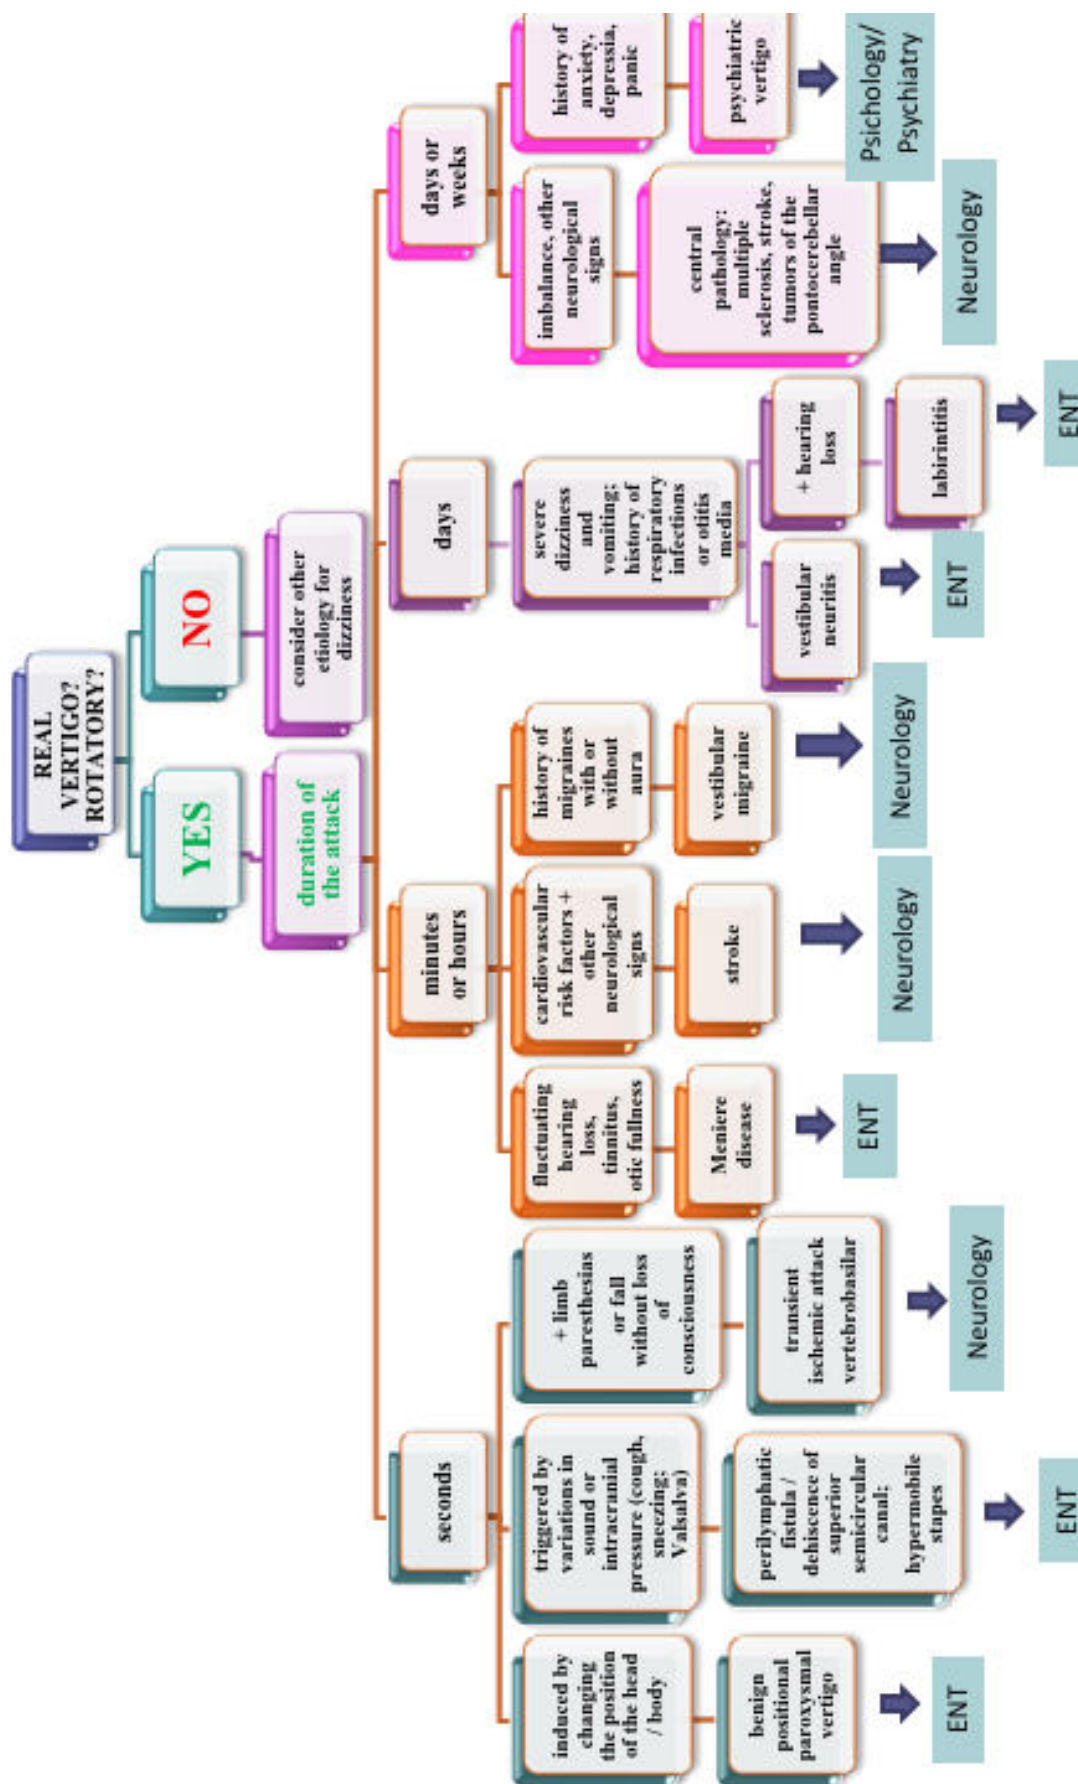 REAL
VERTIGO?
ROTATORY?
YES
NO
duration of
the attack
consider other
etiology for
dizziness
seconds
minutes
or hours
days
days or
weeks
induced by
changing
the position
of the head
/ body
triggered by
variations in
sound or
intracranial
pressure (cough,
sneezing;
Valsalva)
+ limb
paresthesias
or fall
without loss
of
consciousness
fluctuating
hearing
loss,
tinnitus,
otic fullness
cardiovascular
risk factors +
other
neurological
signs
history of
migraines
with or
without
aura
severe
dizziness
and
vomiting;
history of
respiratory
infections
or otitis
media
imbalance, other
neurological
signs
history of
anxiety,
depressia,
panic
benign
positional
paroxysmal
vertigo
perilymphatic
fistula /
dehiscence of
superior
semicircular
canal;
hypermobile
stapes
transient
ischemic attack
vertebrobasilar
Meniere
disease
stroke
vestibular
migraine
vestibular
neuritis
+ hearing
loss
labirintitis
central
pathology:
multiple
sclerosis, stroke,
tumors of the
pontocerebellar
angle
psychiatric
vertigo
ENT
ENT
Neurology
ENT
Neurology
Neurology
ENT
ENT
Neurology
Psichology/
Psychiatry